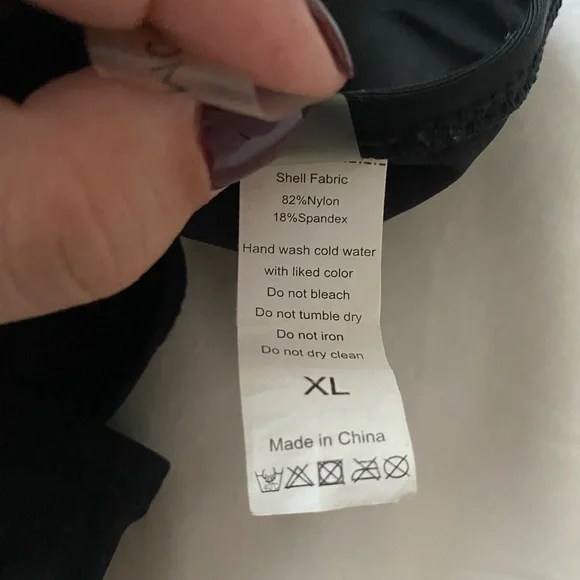 Shell Fabric
82%Nylon
18%Spandex
Hand wash cold water
with liked color
Do not bleach
Do not tumble dry
Do not iron
Do not dry clean
XL
Made in China